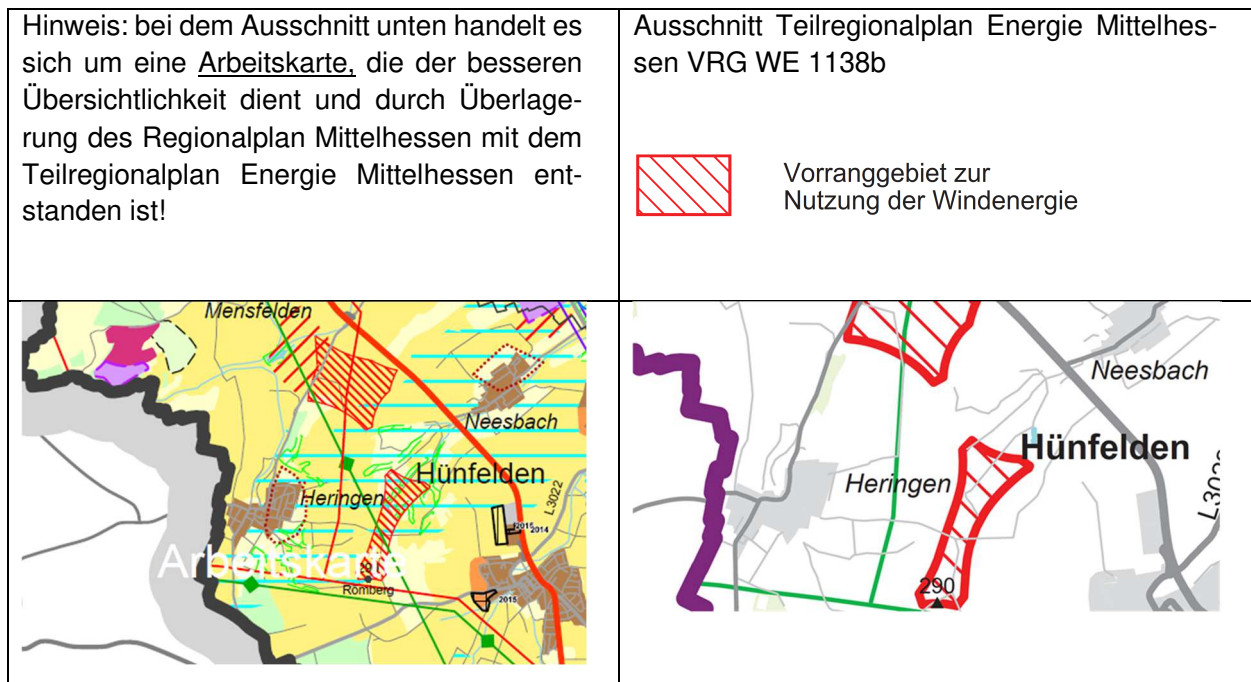 Hinweis: bei dem Ausschnitt unten handelt es
sich um eine Arbeitskarte, die der besseren
Übersichtlichkeit dient und durch Überlage-
rung des Regionalplan Mittelhessen mit dem
Teilregionalplan Energie Mittelhessen ent-
standen ist!
Ausschnitt Teilregionalplan Energie Mittelhes-
sen VRG WE 1138b
Vorranggebiet zur
Nutzung der Windenergie
Mensfelden
Neesbach
Hünfelden
Heringen
L3022
2015
2014
Arbeitskarte
Romberg
2015
Neesbach
Hünfelden
Heringen
L3022
290